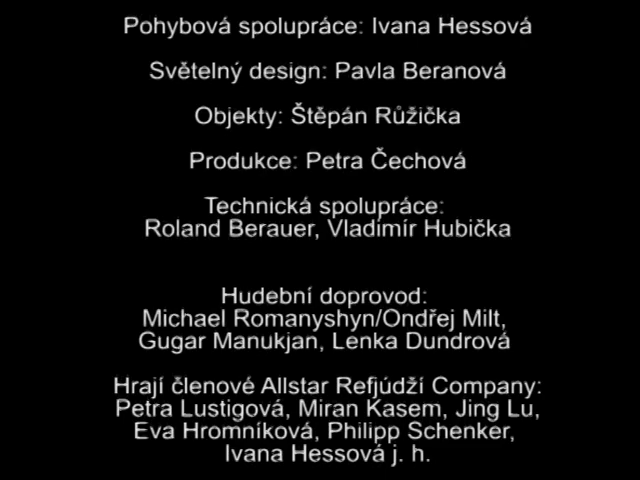 Pohybová spolupráce: Ivana Hessová
Světelný design: Pavla Beranová
Objekty: Štěpán Růžička
Produkce: Petra Čechová
Technická spolupráce:
Roland Berauer, Vladimír Hubička
Hudební doprovod:
Michael Romanyshyn/Ondřej Milt,
Gugar Manukjan, Lenka Dundrová
Hrají členové Allstar Refjúdží Company:
Petra Lustigová, Miran Kasem, Jing Lu,
Eva Hromníková, Philipp Schenker,
Ivana Hessová j. h.